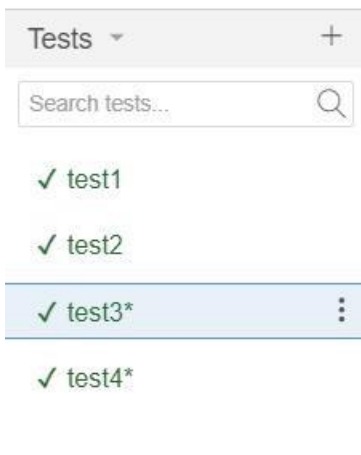 Tests
Search tests...
✓ test1
✓ test2
✓ test3*
✓ test4*